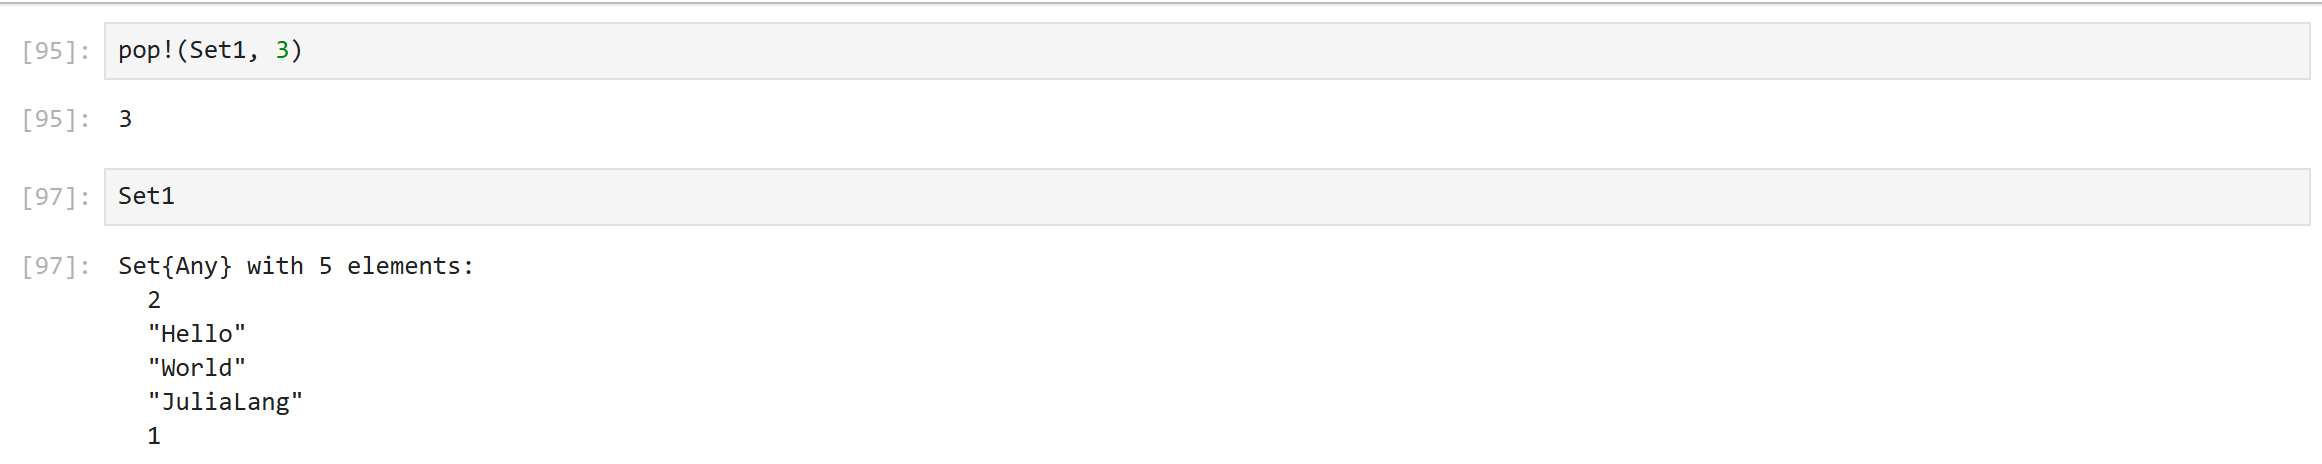 [95]: pop!(Set1, 3)
[95]: 3
[97]: Set1
[97]: Set{Any} with 5 elements:
2
"Hello"
"World"
"JuliaLang"
1